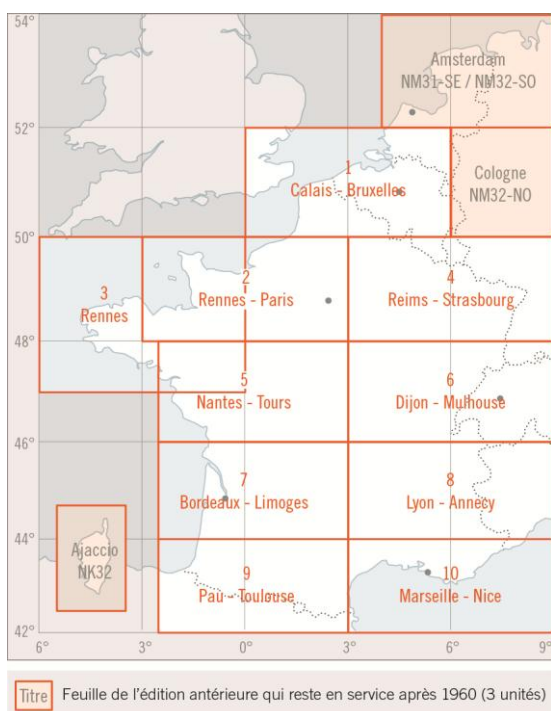 54°
Amsterdam
NM31-SE / NM32-SO
52°
1
Calais - Bruxelles
Cologne
NM32-NO
50°
3
Rennes
2
Rennes - Paris
4
Reims - Strasbourg
48°
5
Nantes - Tours
6
Dijon - Mulhouse
46°
7
Bordeaux - Limoges
8
Lyon - Annecy
44°
Ajaccio
NK32
9
Pau - Toulouse
10
Marseille - Nice
42°
6° 3° 0° 3° 6° 9°
Titre Feuille de l'édition antérieure qui reste en service après 1960 (3 unités)